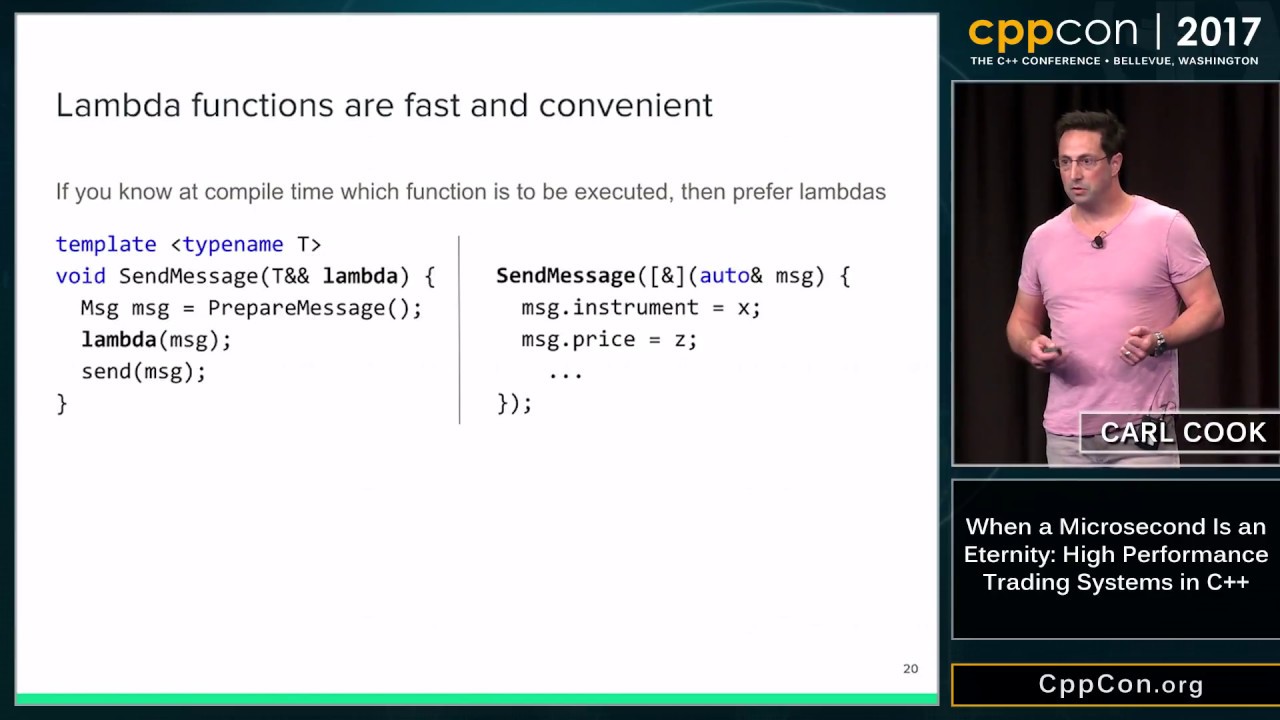 Lambda functions are fast and convenient
If you know at compile time which function is to be executed, then prefer lambdas
template <typename T>
void SendMessage(T&& lambda) {
  Msg msg = PrepareMessage();
  lambda(msg);
  send(msg);
}
SendMessage([&](auto& msg) {
  msg.instrument = x;
  msg.price = z;
    ...
});
20
cppcon | 2017
THE C++ CONFERENCE • BELLEVUE, WASHINGTON
CARL COOK
When a Microsecond Is an
Eternity: High Performance
Trading Systems in C++
CppCon.org